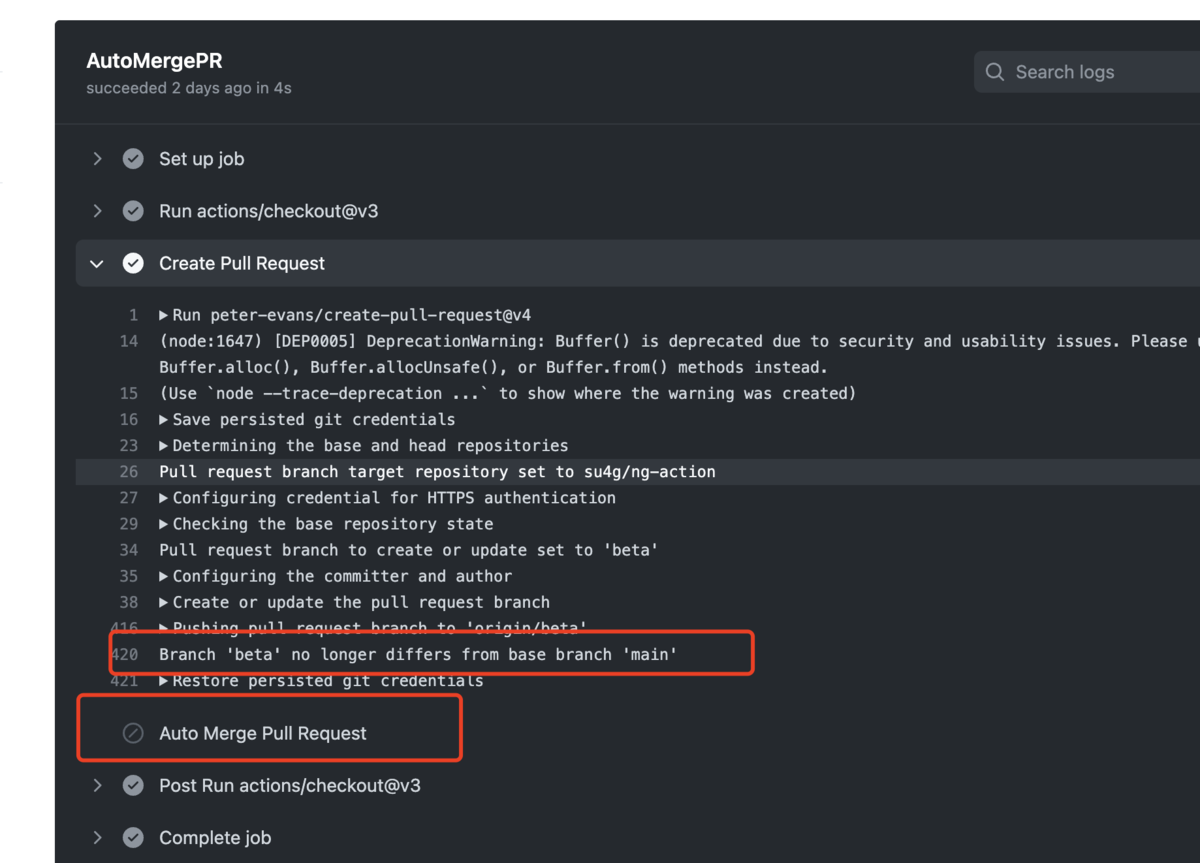 AutoMergePR
succeeded 2 days ago in 4s
Search logs
Set up job
Run actions/checkout@v3
Create Pull Request
1 Run peter-evans/create-pull-request@v4
14 (node:1647) [DEP0005] DeprecationWarning: Buffer() is deprecated due to security and usability issues. Please
Buffer.alloc(), Buffer.allocUnsafe(), or Buffer.from() methods instead.
15 (Use `node --trace-deprecation ...` to show where the warning was created)
16 Save persisted git credentials
23 Determining the base and head repositories
26 Pull request branch target repository set to su4g/ng-action
27 Configuring credential for HTTPS authentication
29 Checking the base repository state
34 Pull request branch to create or update set to 'beta'
35 Configuring the committer and author
38 Create or update the pull request branch
416 Pushing pull request branch to 'origin/beta'
420 Branch 'beta' no longer differs from base branch 'main'
421 Restore persisted git credentials
Auto Merge Pull Request
Post Run actions/checkout@v3
Complete job